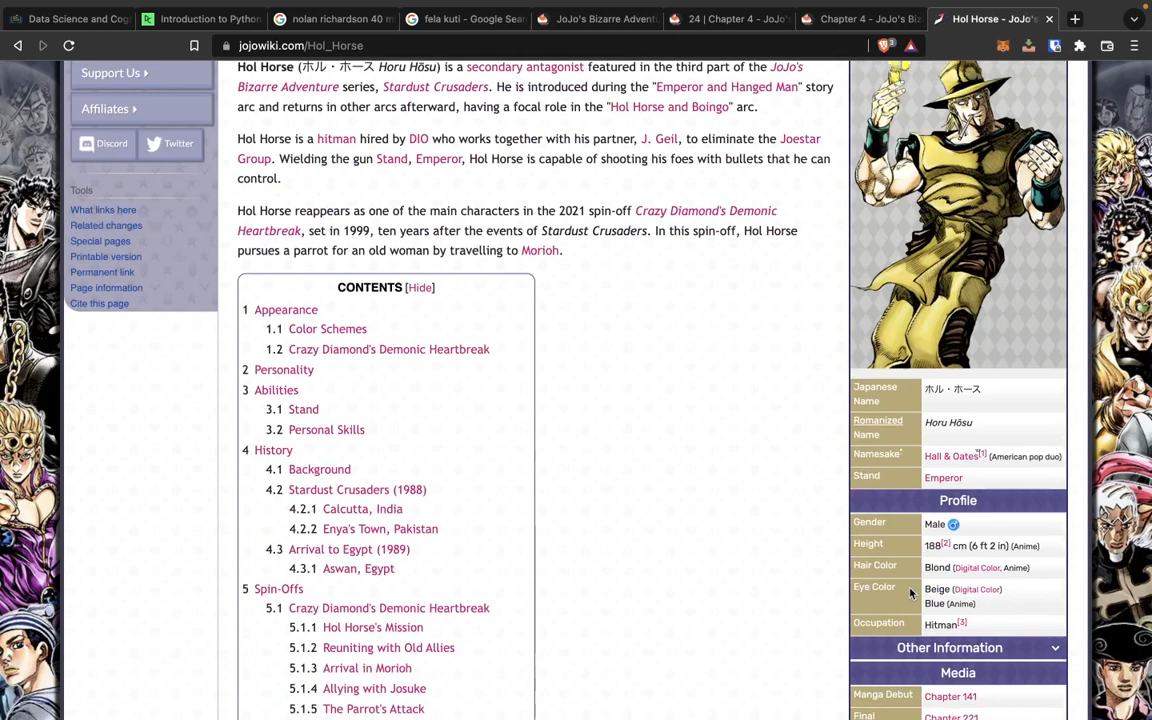 Data Science and Cog
Introduction to Python
nolan richardson 40 m
fela kuti - Google Sear
JoJo's Bizarre Adventu
24 | Chapter 4 - JoJo's
Chapter 4 - JoJo's Biz
Hol Horse - JoJo's
jojowiki.com/Hol_Horse
3
Support Us
Affiliates
Discord
Twitter
Tools
What links here
Related changes
Special pages
Printable version
Permanent link
Page information
Cite this page
Hol Horse (ホル・ホース Horu Hōsu) is a secondary antagonist featured in the third part of the JoJo's
Bizarre Adventure series, Stardust Crusaders. He is introduced during the "Emperor and Hanged Man" story
arc and returns in other arcs afterward, having a focal role in the "Hol Horse and Boingo" arc.
Hol Horse is a hitman hired by DIO who works together with his partner, J. Geil, to eliminate the Joestar
Group. Wielding the gun Stand, Emperor, Hol Horse is capable of shooting his foes with bullets that he can
control.
Hol Horse reappears as one of the main characters in the 2021 spin-off Crazy Diamond's Demonic
Heartbreak, set in 1999, ten years after the events of Stardust Crusaders. In this spin-off, Hol Horse
pursues a parrot for an old woman by travelling to Morioh.
CONTENTS [Hide]
1 Appearance
1.1 Color Schemes
1.2 Crazy Diamond's Demonic Heartbreak
2 Personality
3 Abilities
3.1 Stand
3.2 Personal Skills
4 History
4.1 Background
4.2 Stardust Crusaders (1988)
4.2.1 Calcutta, India
4.2.2 Enya's Town, Pakistan
4.3 Arrival to Egypt (1989)
4.3.1 Aswan, Egypt
5 Spin-Offs
5.1 Crazy Diamond's Demonic Heartbreak
5.1.1 Hol Horse's Mission
5.1.2 Reuniting with Old Allies
5.1.3 Arrival in Morioh
5.1.4 Allying with Josuke
5.1.5 The Parrot's Attack
Japanese
Name
ホル・ホース
Romanized
Name
Horu Hōsu
Namesake*
Hall & Oates[1] (American pop duo)
Stand
Emperor
Profile
Gender
Male ♂
Height
188[2] cm (6 ft 2 in) (Anime)
Hair Color
Blond (Digital Color, Anime)
Eye Color
Beige (Digital Color)
Blue (Anime)
Occupation
Hitman[3]
Other Information
Media
Manga Debut
Chapter 141
Final
Chapter 221